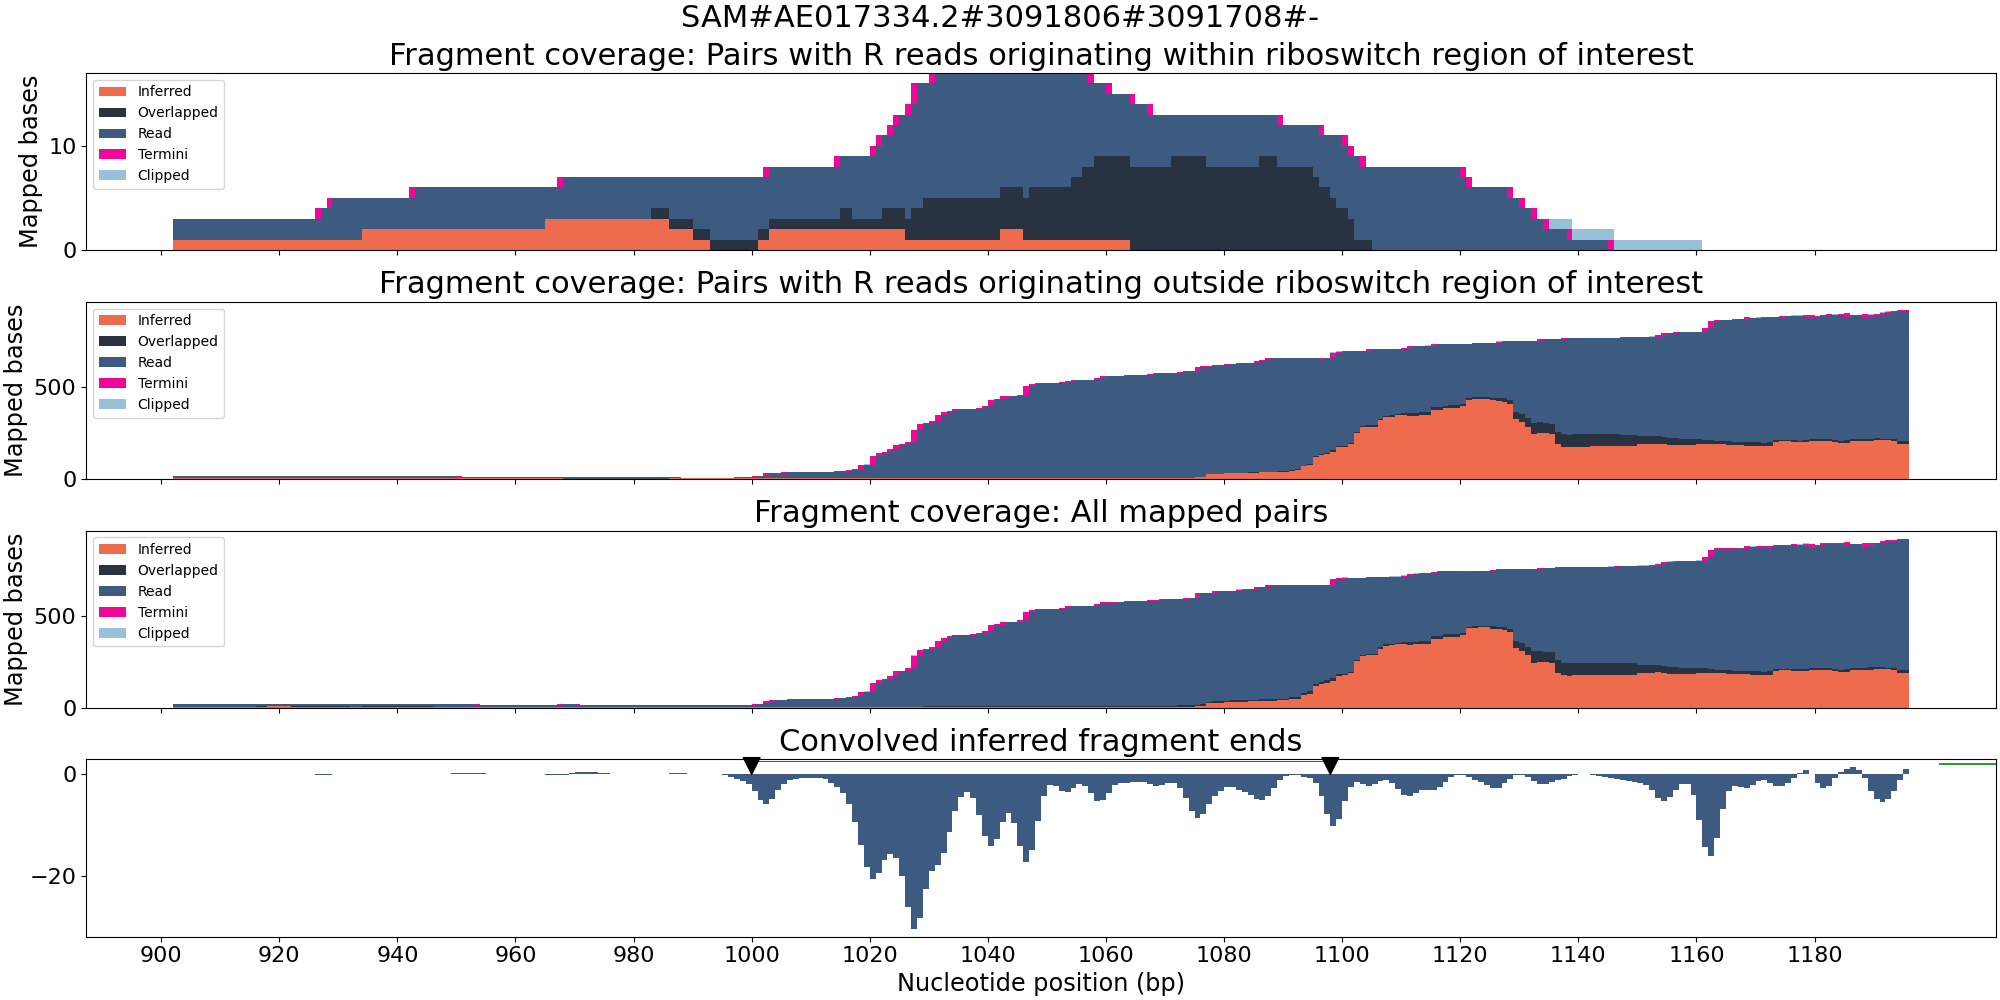 SAM#AE017334.2#3091806#3091708#-
Fragment coverage: Pairs with R reads originating within riboswitch region of interest
Mapped bases
10
0
Inferred
Overlapped
Read
Termini
Clipped
Fragment coverage: Pairs with R reads originating outside riboswitch region of interest
Mapped bases
500
0
Inferred
Overlapped
Read
Termini
Clipped
Fragment coverage: All mapped pairs
Mapped bases
500
0
Inferred
Overlapped
Read
Termini
Clipped
Convolved inferred fragment ends
0
−20
900 920 940 960 980 1000 1020 1040 1060 1080 1100 1120 1140 1160 1180
Nucleotide position (bp)